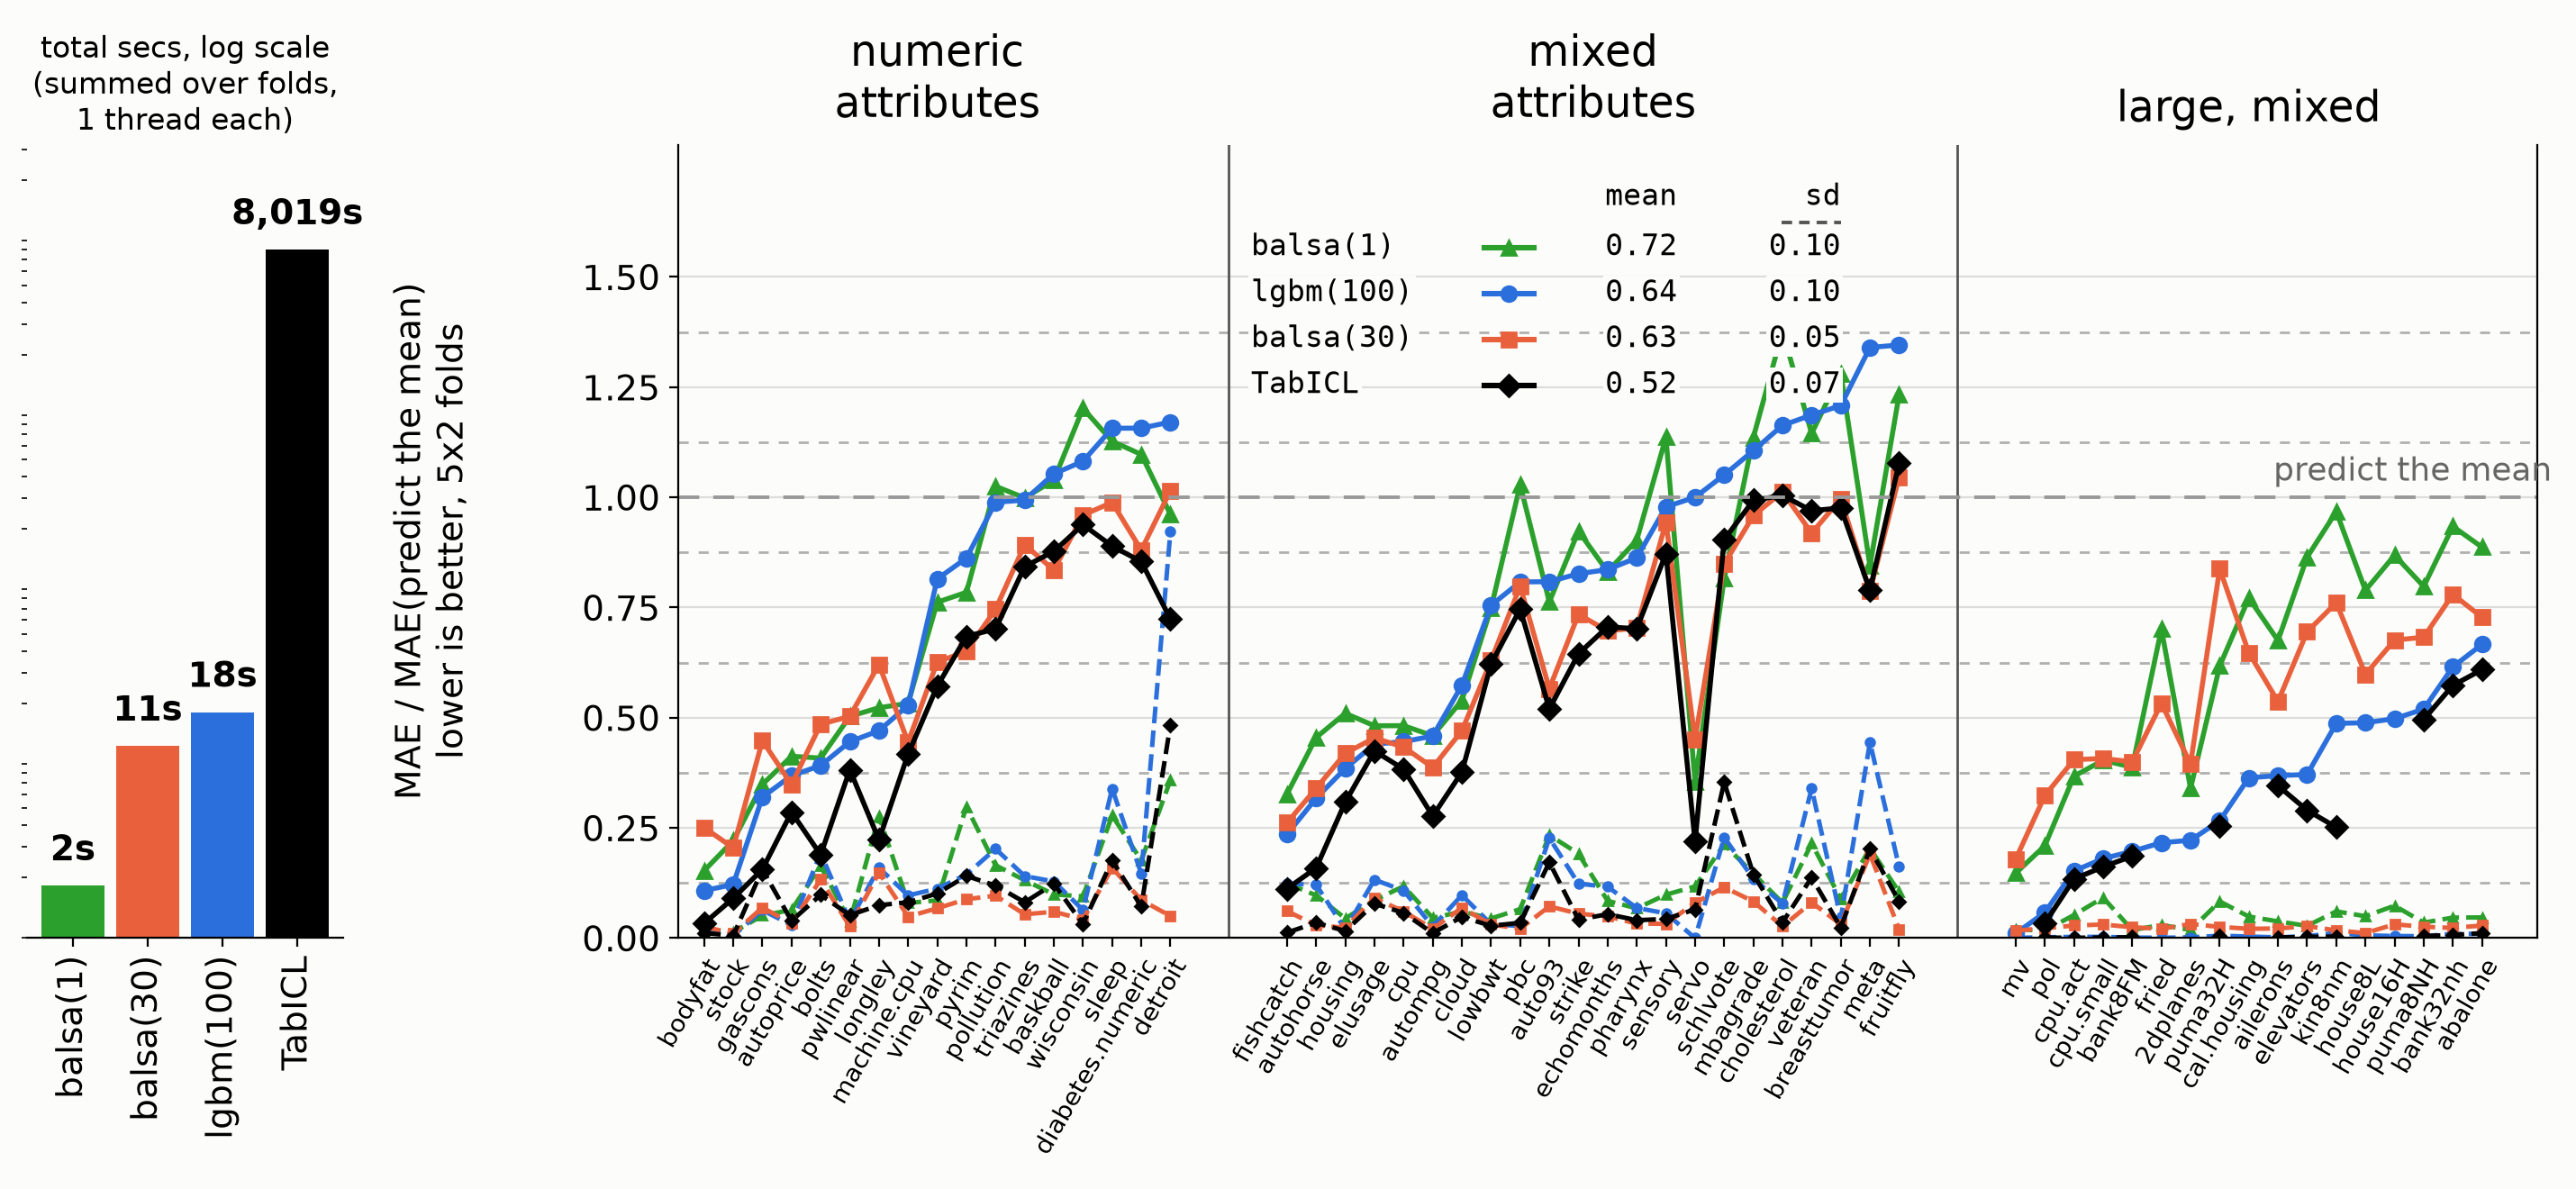 total secs, log scale
(summed over folds,
1 thread each)
8,019s
18s
11s
2s
balsa(1)
balsa(30)
lgbm(100)
TabICL
MAE / MAE(predict the mean)
lower is better, 5x2 folds
numeric
attributes
mixed
attributes
large, mixed
mean sd
balsa(1) 0.72 0.10
lgbm(100) 0.64 0.10
balsa(30) 0.63 0.05
TabICL 0.52 0.07
predict the mean
1.50
1.25
1.00
0.75
0.50
0.25
0.00
bodyfat
stock
gascons
autoprice
bolts
pwlinear
longley
machine.cpu
vineyard
pyrim
pollution
triazines
baskball
wisconsin
sleep
diabetes.numeric
detroit
fishcatch
autohorse
housing
elusage
cpu
autompg
cloud
lowbwt
pbc
auto93
strike
echomonths
pharynx
sensory
servo
schlvote
mbagrade
cholesterol
veteran
breasttumor
meta
fruitfly
mv
pol
cpu.act
cpu.small
bank8FM
fried
2dplanes
puma32H
cal.housing
ailerons
elevators
kin8nm
house8L
house16H
puma8NH
bank32nh
abalone